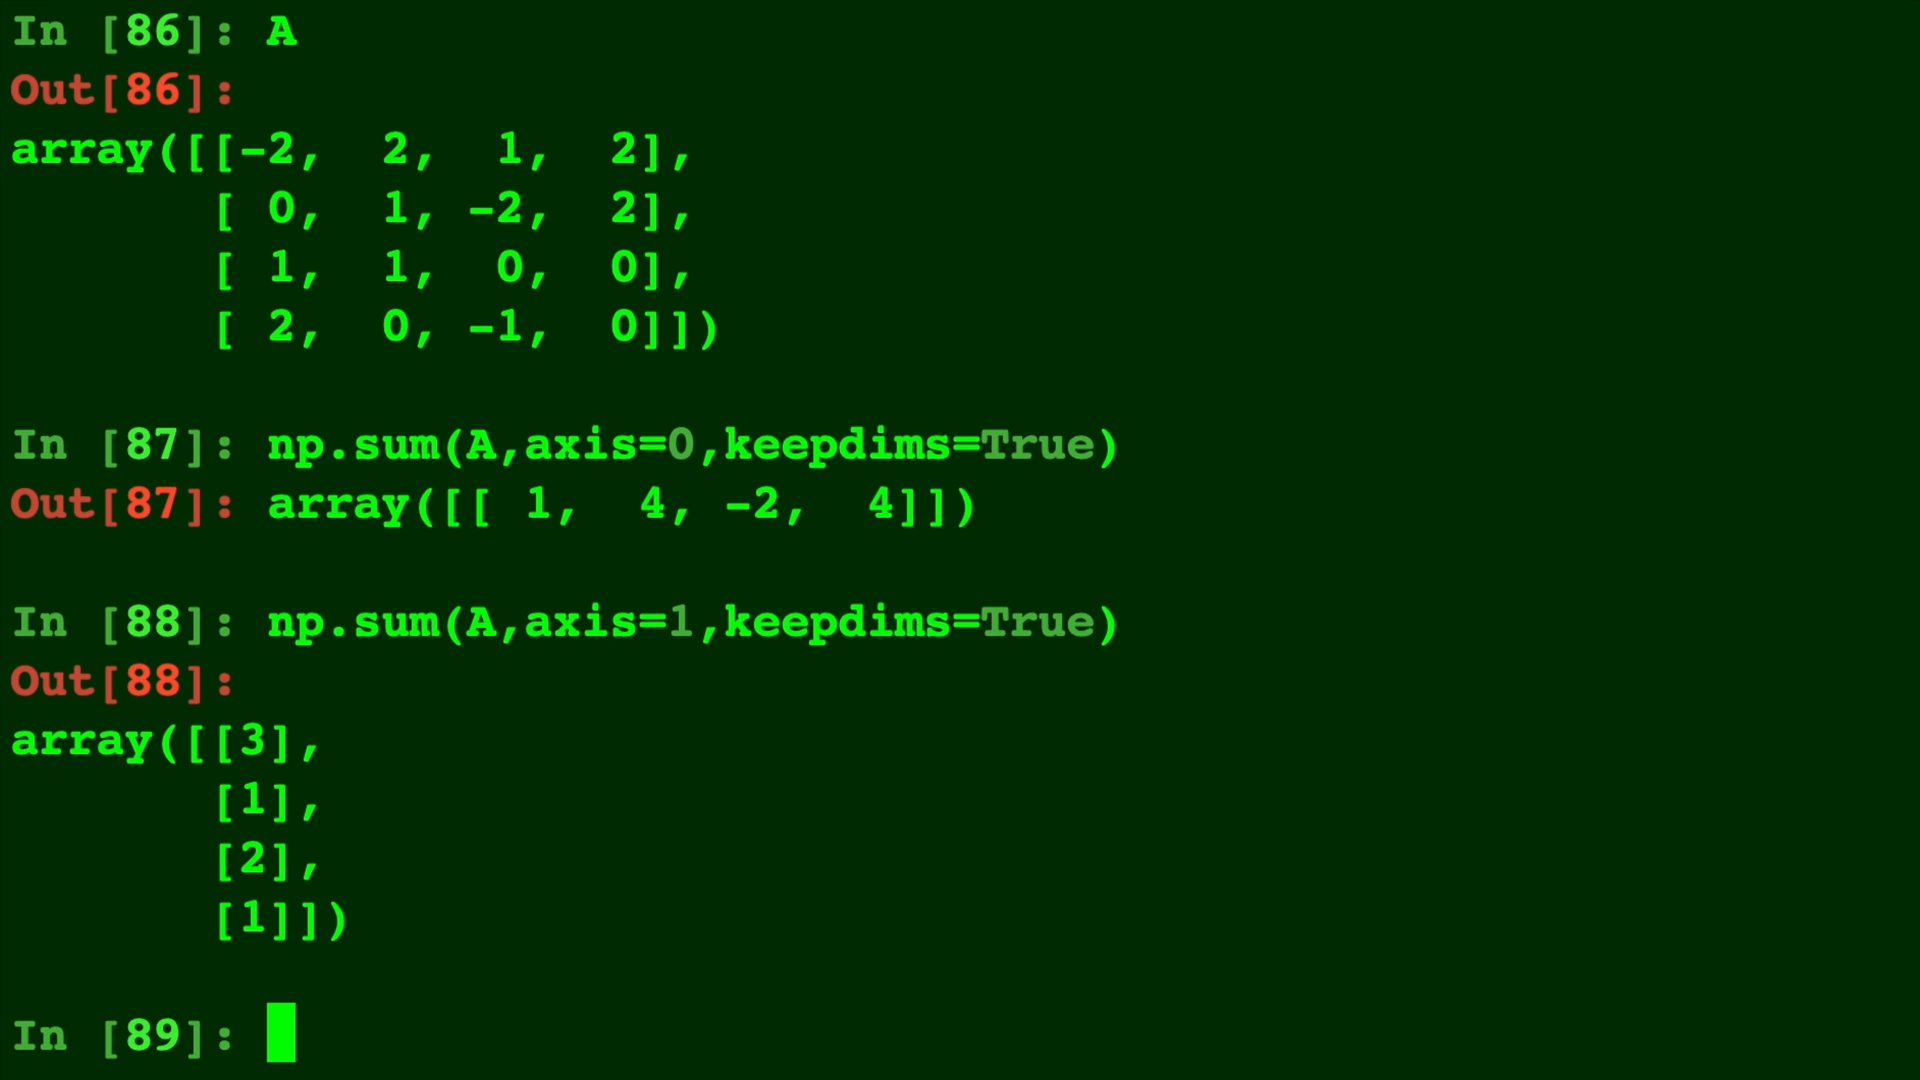 In [86]: A
Out[86]:
array([[-2,  2,  1,  2],
       [ 0,  1, -2,  2],
       [ 1,  1,  0,  0],
       [ 2,  0, -1,  0]])
In [87]: np.sum(A,axis=0,keepdims=True)
Out[87]: array([[ 1,  4, -2,  4]])
In [88]: np.sum(A,axis=1,keepdims=True)
Out[88]:
array([[3],
       [1],
       [2],
       [1]])
In [89]: